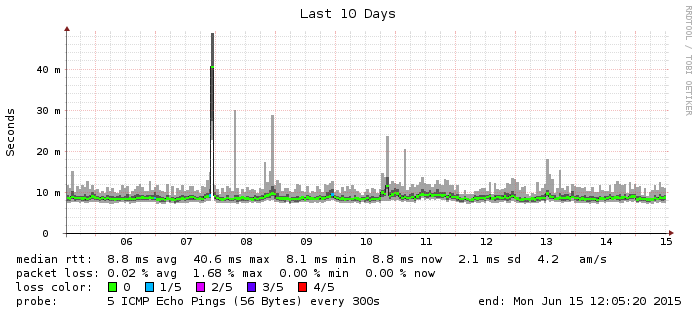 Last 10 Days
RRDTOOL / TOBI OETIKER
Seconds
40 m
30 m
20 m
10 m
0
06 07 08 09 10 11 12 13 14 15
median rtt: 8.8 ms avg 40.6 ms max 8.1 ms min 8.8 ms now 2.1 ms sd 4.2 am/s
packet loss: 0.02 % avg 1.68 % max 0.00 % min 0.00 % now
loss color: 0 1/5 2/5 3/5 4/5
probe: 5 ICMP Echo Pings (56 Bytes) every 300s end: Mon Jun 15 12:05:20 2015